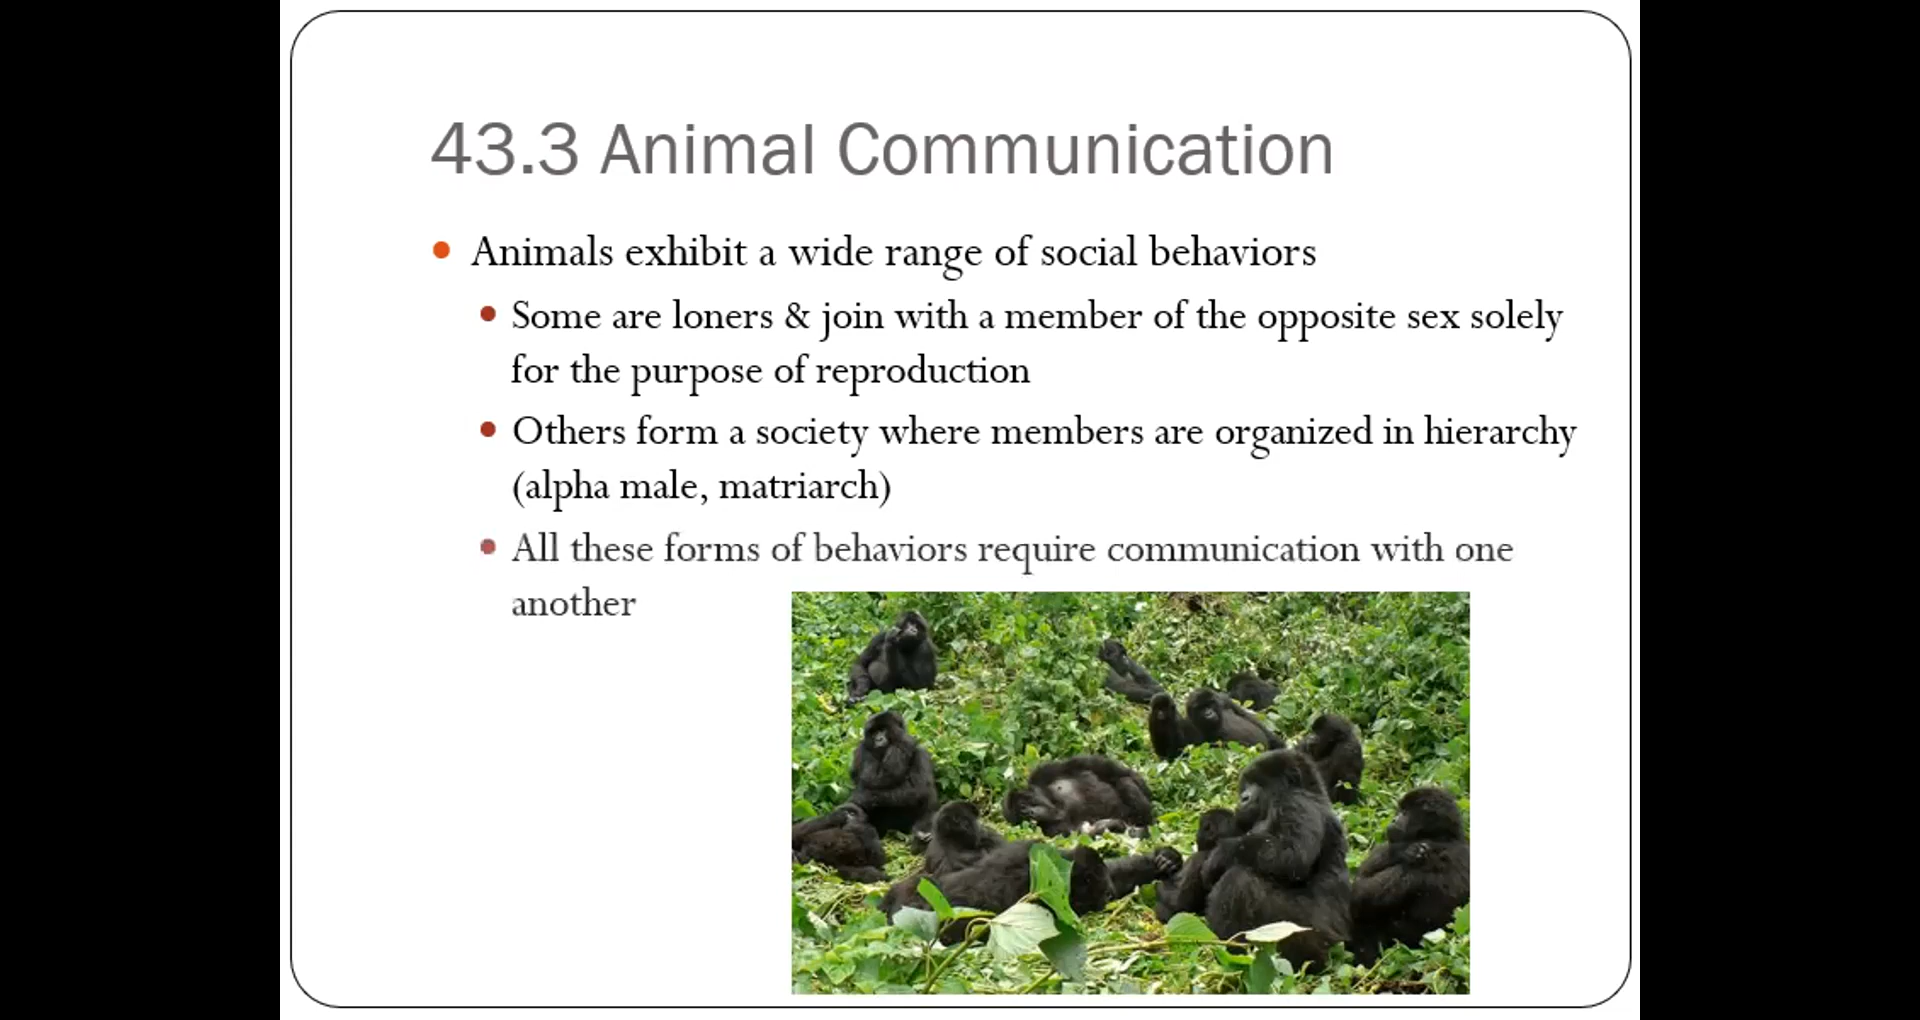 43.3 Animal Communication
Animals exhibit a wide range of social behaviors
Some are loners & join with a member of the opposite sex solely
for the purpose of reproduction
Others form a society where members are organized in hierarchy
(alpha male, matriarch)
All these forms of behaviors require communication with one
another